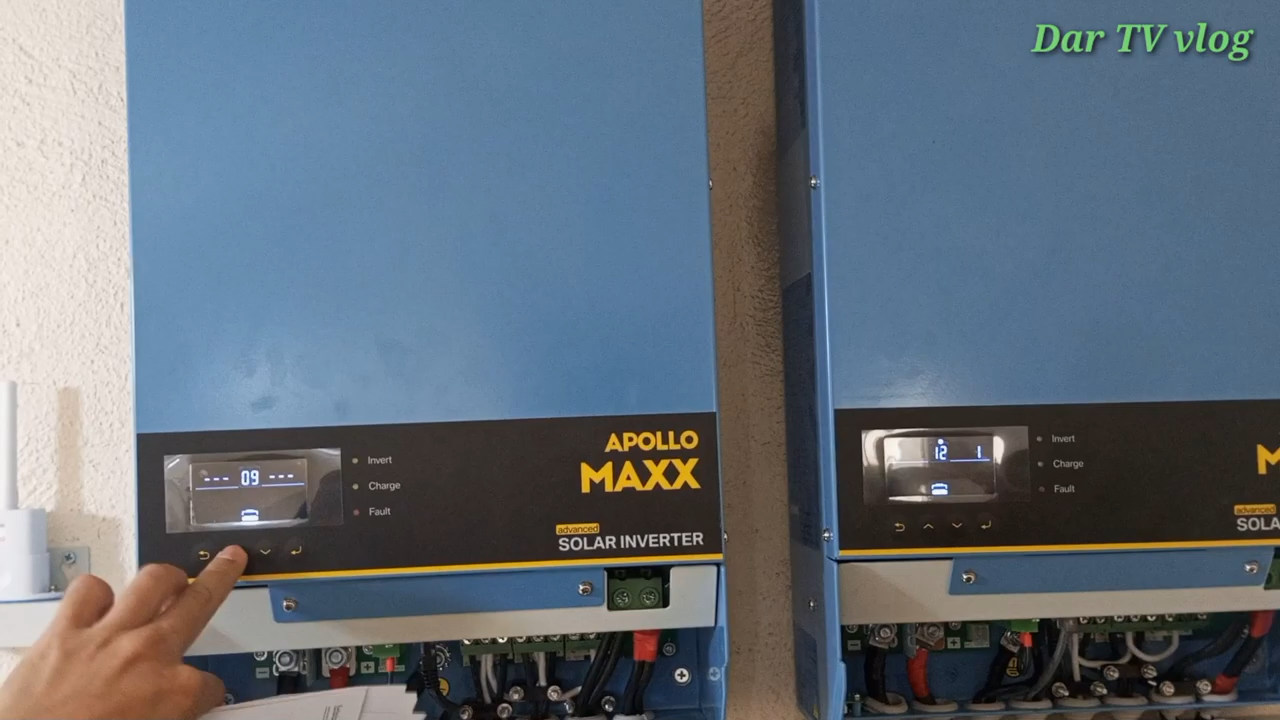 Dar TV vlog
APOLLO
MAXX
advanced
SOLAR INVERTER
--- 09 ---
Invert
Charge
Fault
12 1
Invert
Charge
Fault
M
advanced
SOLA